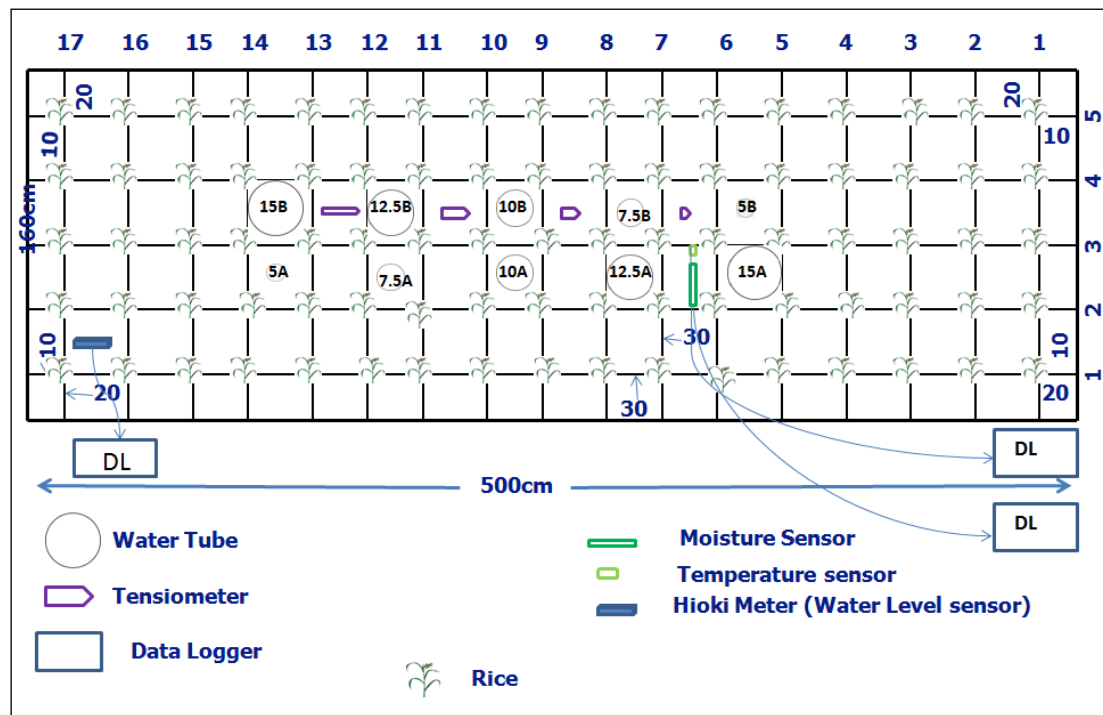 17 16 15 14 13 12 11 10 9 8 7 6 5 4 3 2 1
20 20
10 10 5
4
15B 12.5B 10B 7.5B 5B
160cm 3
5A 7.5A 10A 12.5A 15A
2
10 30 10
1
20 30 20
DL DL
500cm
DL
Water Tube Moisture Sensor
Temperature sensor
Tensiometer Hioki Meter (Water Level sensor)
Data Logger
Rice